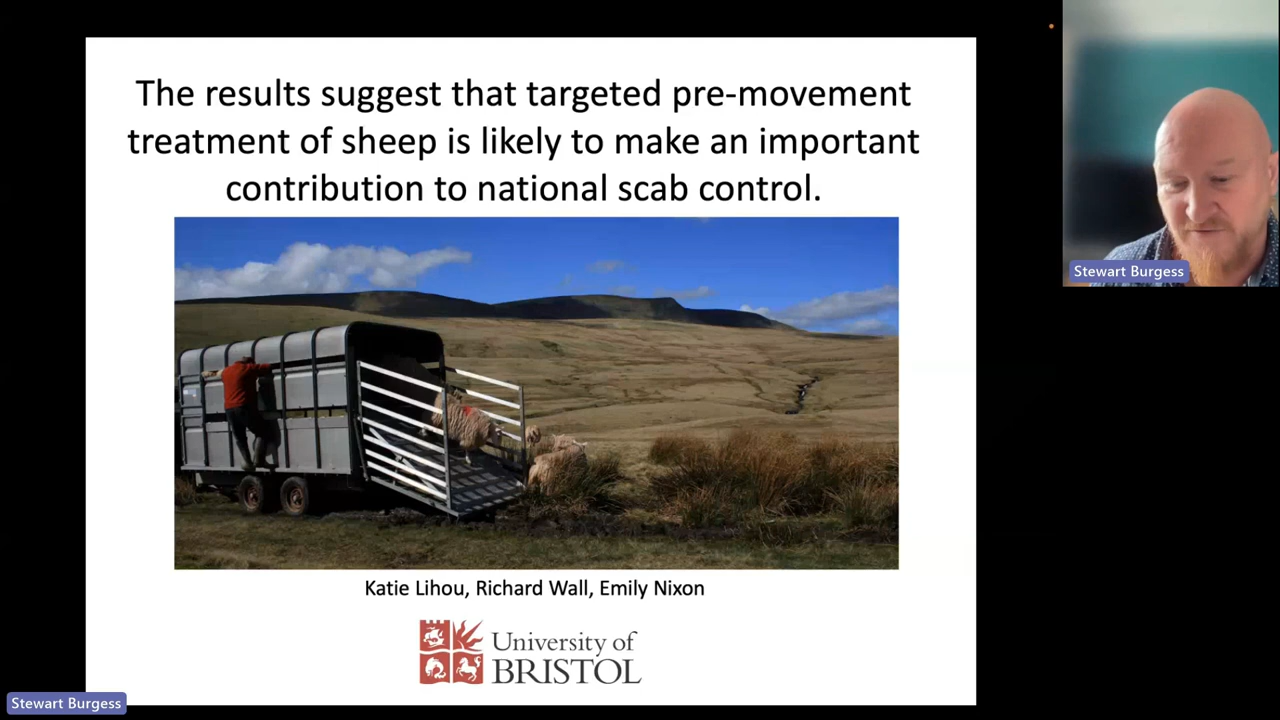 The results suggest that targeted pre-movement
treatment of sheep is likely to make an important
contribution to national scab control.
Katie Lihou, Richard Wall, Emily Nixon
University of
BRISTOL
Stewart Burgess
Stewart Burgess